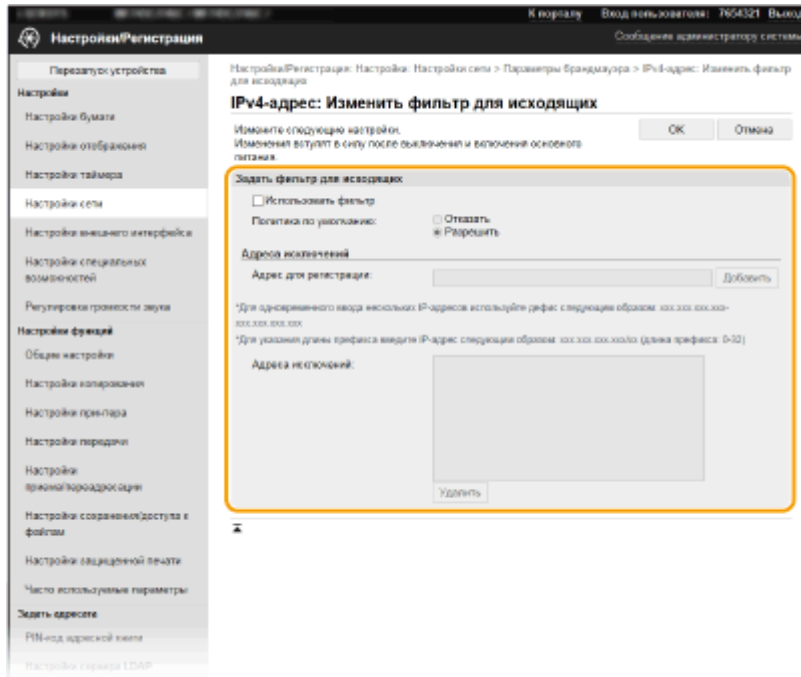 К порталу Вход пользователя: 7654321 Выход
Настройки/Регистрация
Сообщение администратору системы
Перезапуск устройства
Настройки
Настройки бумаги
Настройки отображения
Настройки таймера
Настройки сети
Настройки внешнего интерфейса
Настройки специальных
возможностей
Регулировка громкости звука
Настройки функций
Общие настройки
Настройки копирования
Настройки принтера
Настройки передачи
Настройки
приема/переадресации
Настройки сохранения/доступа к
файлам
Настройки защищенной печати
Часто используемые параметры
Задать адресата
PIN-код адресной книги
Настройки сервера LDAP
Настройки/Регистрация: Настройки: Настройки сети > Параметры брандмауэра > IPv4-адрес: Изменить фильтр
для исходящих
IPv4-адрес: Изменить фильтр для исходящих
Измените следующие настройки.
Изменения вступят в силу после выключения и включения основного
питания.
OK Отмена
Задать фильтр для исходящих
Использовать фильтр
Политика по умолчанию:
Отказать
Разрешить
Адреса исключений
Адрес для регистрации:
Добавить
*Для одновременного ввода нескольких IP-адресов используйте дефис следующим образом: xxx.xxx.xxx.xxx-
xxx.xxx.xxx.xxx
*Для указания длины префикса введите IP-адрес следующим образом: xxx.xxx.xxx.xxx/xx (длина префикса: 0-32)
Адреса исключений:
Удалить